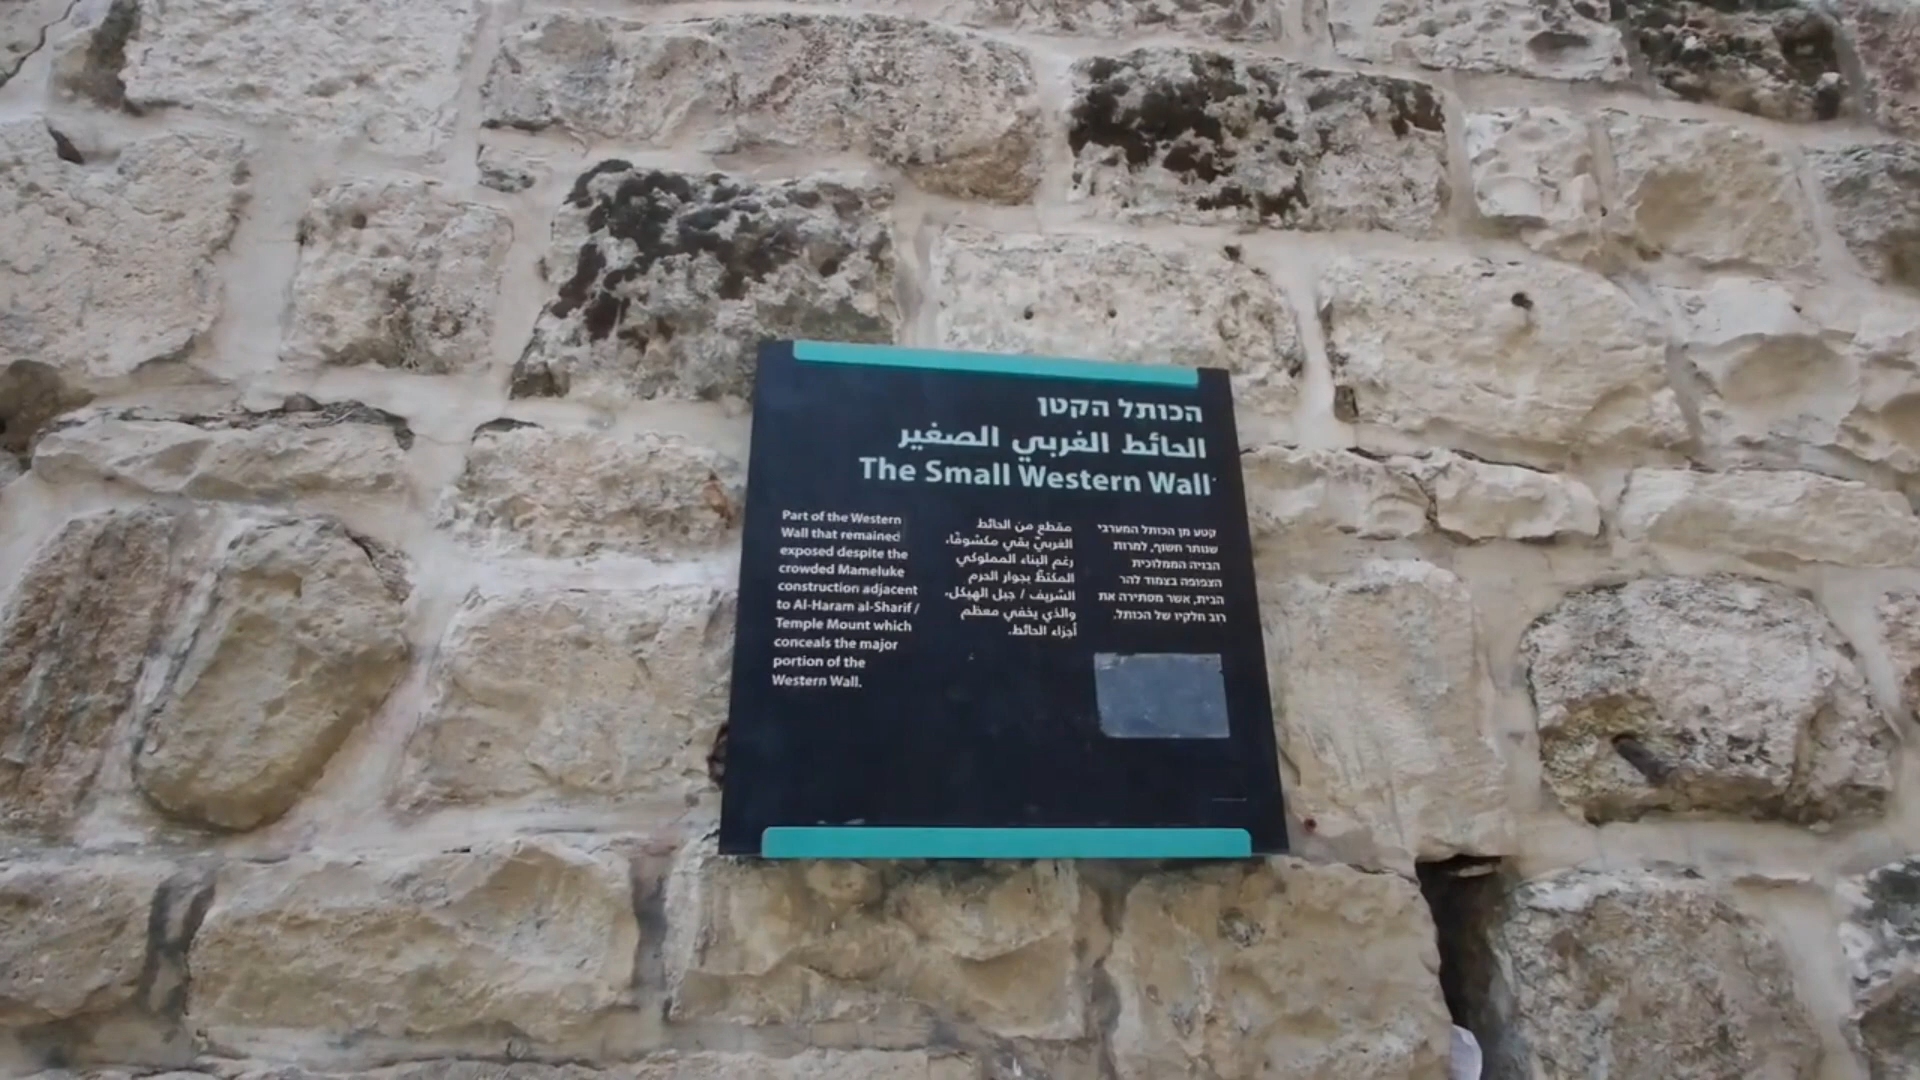 הכותל הקטן
الحائط الغربي الصغير
The Small Western Wall
Part of the Western
Wall that remained
exposed despite the
crowded Mameluke
construction adjacent
to Al-Haram al-Sharif /
Temple Mount which
conceals the major
portion of the
Western Wall.
مقطع من الحائط
الغربيّ بقي مكشوفًا،
رغم البناء المملوكي
المكتظّ بجوار الحرم
الشريف / جبل الهيكل،
والذي يخفي معظم
أجزاء الحائط.
קטע מן הכותל המערבי
שנותר חשוף, למרות
הבניה הממלוכית
הצפופה בצמוד להר
הבית, אשר מסתירה את
רוב חלקיו של הכותל.